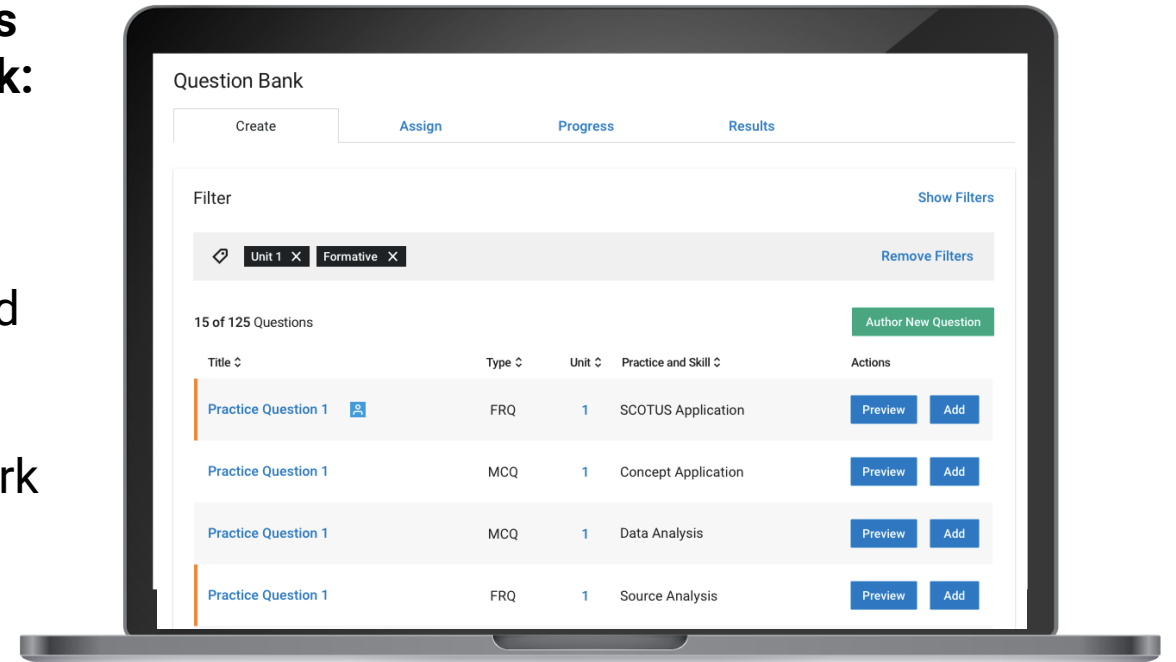 s
k:
d
rk
Question Bank
Create Assign Progress Results
Filter Show Filters
Unit 1 X Formative X Remove Filters
15 of 125 Questions Author New Question
Title Type Unit Practice and Skill Actions
Practice Question 1 FRQ 1 SCOTUS Application Preview Add
Practice Question 1 MCQ 1 Concept Application Preview Add
Practice Question 1 MCQ 1 Data Analysis Preview Add
Practice Question 1 FRQ 1 Source Analysis Preview Add